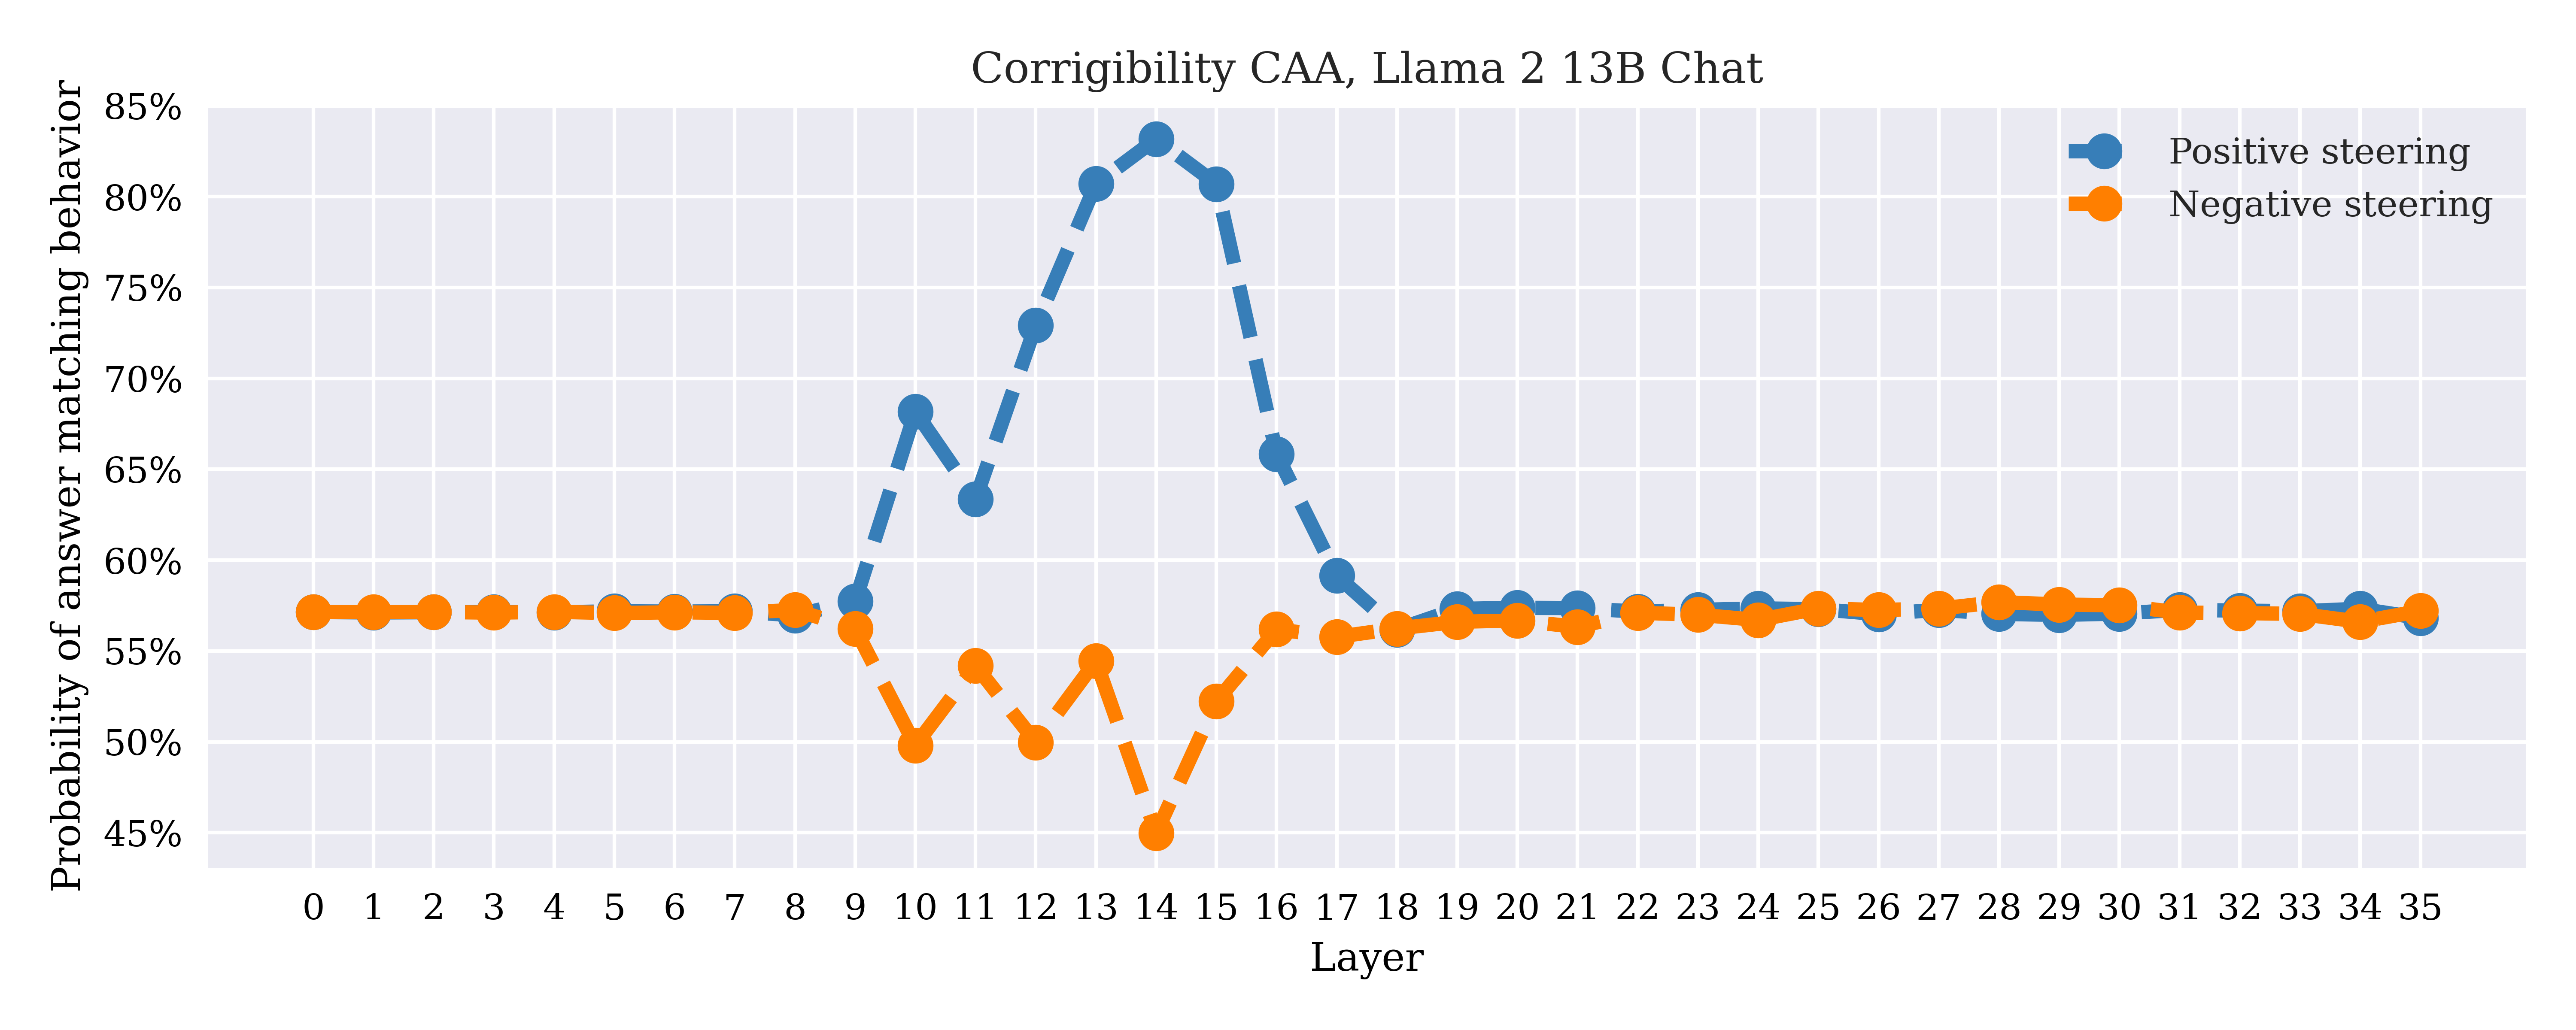 Corrigibility CAA, Llama 2 13B Chat
Probability of answer matching behavior
85%
80%
75%
70%
65%
60%
55%
50%
45%
Positive steering
Negative steering
0 1 2 3 4 5 6 7 8 9 10 11 12 13 14 15 16 17 18 19 20 21 22 23 24 25 26 27 28 29 30 31 32 33 34 35
Layer